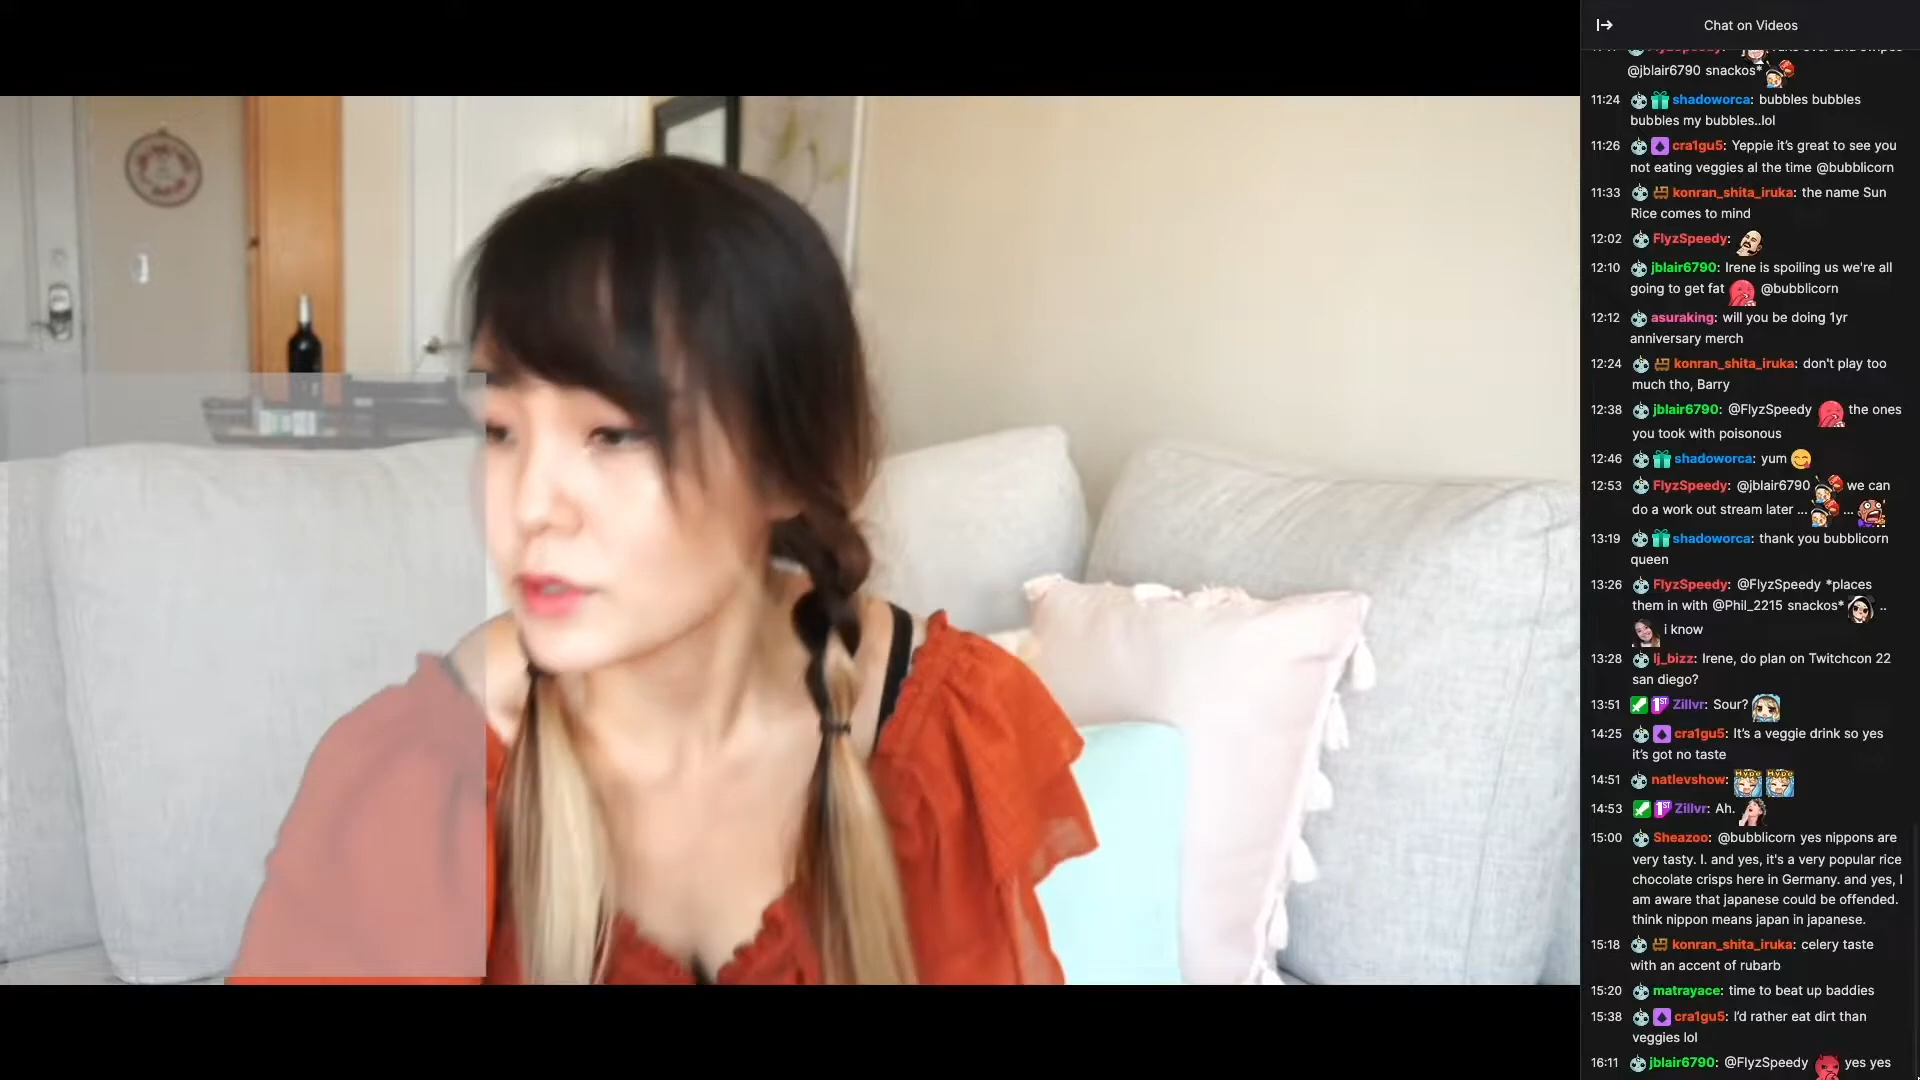 Chat on Videos
@jblair6790 snackos*
11:24 shadoworca: bubbles bubbles
bubbles my bubbles..lol
11:26 cra1gu5: Yeppie it's great to see you
not eating veggies al the time @bubblicorn
11:33 konran_shita_iruka: the name Sun
Rice comes to mind
12:02 FlyzSpeedy:
12:10 jblair6790: Irene is spoiling us we're all
going to get fat @bubblicorn
12:12 asuraking: will you be doing 1yr
anniversary merch
12:24 konran_shita_iruka: don't play too
much tho, Barry
12:38 jblair6790: @FlyzSpeedy the ones
you took with poisonous
12:46 shadoworca: yum
12:53 FlyzSpeedy: @jblair6790 we can
do a work out stream later ... ...
13:19 shadoworca: thank you bubblicorn
queen
13:26 FlyzSpeedy: @FlyzSpeedy *places
them in with @Phil_2215 snackos* ..
i know
13:28 lj_bizz: Irene, do plan on Twitchcon 22
san diego?
13:51 1ST Zillvr: Sour?
14:25 cra1gu5: It's a veggie drink so yes
it's got no taste
14:51 natlevshow: HYPE HYPE
14:53 1ST Zillvr: Ah.
15:00 Sheazoo: @bubblicorn yes nippons are
very tasty. I. and yes, it's a very popular rice
chocolate crisps here in Germany. and yes, I
am aware that japanese could be offended.
think nippon means japan in japanese.
15:18 konran_shita_iruka: celery taste
with an accent of rubarb
15:20 matrayace: time to beat up baddies
15:38 cra1gu5: I'd rather eat dirt than
veggies lol
16:11 jblair6790: @FlyzSpeedy yes yes